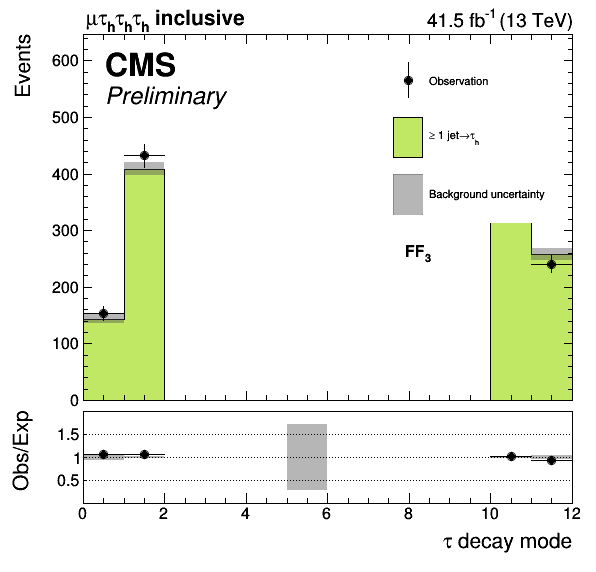 μτhτhτh inclusive
41.5 fb-1 (13 TeV)
Events
CMS
Preliminary
Observation
≥ 1 jet→τh
Background uncertainty
FF3
600
500
400
300
200
100
0
Obs/Exp
1.5
1
0.5
0 2 4 6 8 10 12
τ decay mode